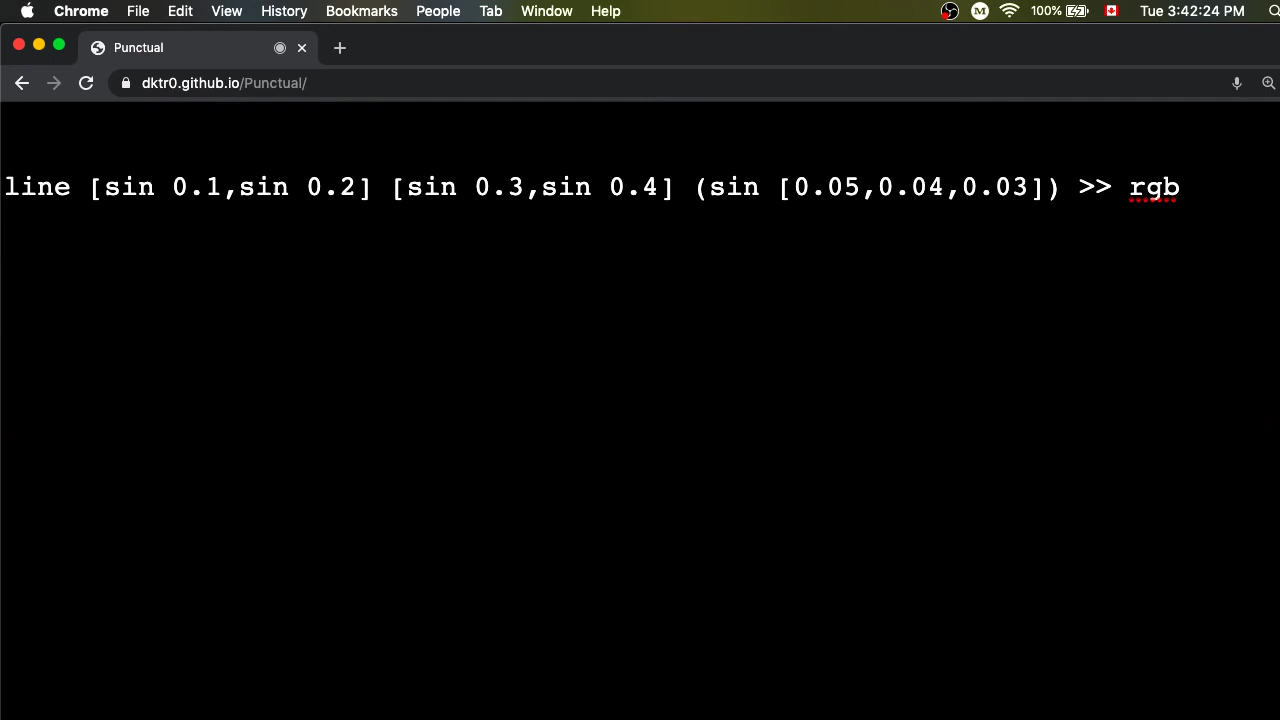 Chrome File Edit View History Bookmarks People Tab Window Help M 100% Tue 3:42:24 PM
Punctual
dktr0.github.io/Punctual/
line [sin 0.1,sin 0.2] [sin 0.3,sin 0.4] (sin [0.05,0.04,0.03]) >> rgb